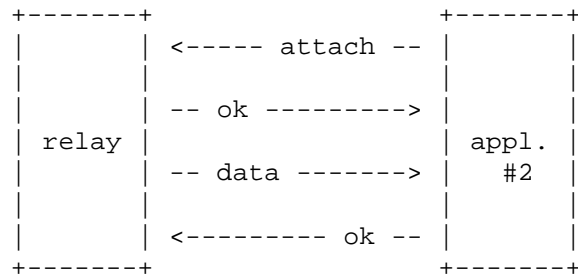 +-------+                +-------+
|       | <----- attach -- |       |
|       |                |       |
|       | -- ok ---------> |       |
| relay |                | appl. |
|       | -- data -------> |   #2  |
|       |                |       |
|       | <--------- ok -- |       |
+-------+                +-------+